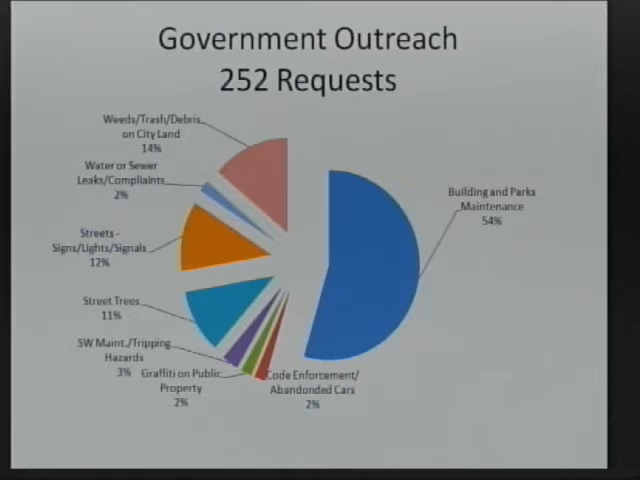 Government Outreach
252 Requests
Weeds/Trash/Debris
on City Land
14%
Water or Sewer
Leaks/Compliaints
2%
Streets -
Signs/Lights/Signals
12%
Street Trees
11%
SW Maint./Tripping
Hazards
3%
Graffiti on Public
Property
2%
Code Enforcement/
Abandonded Cars
2%
Building and Parks
Maintenance
54%